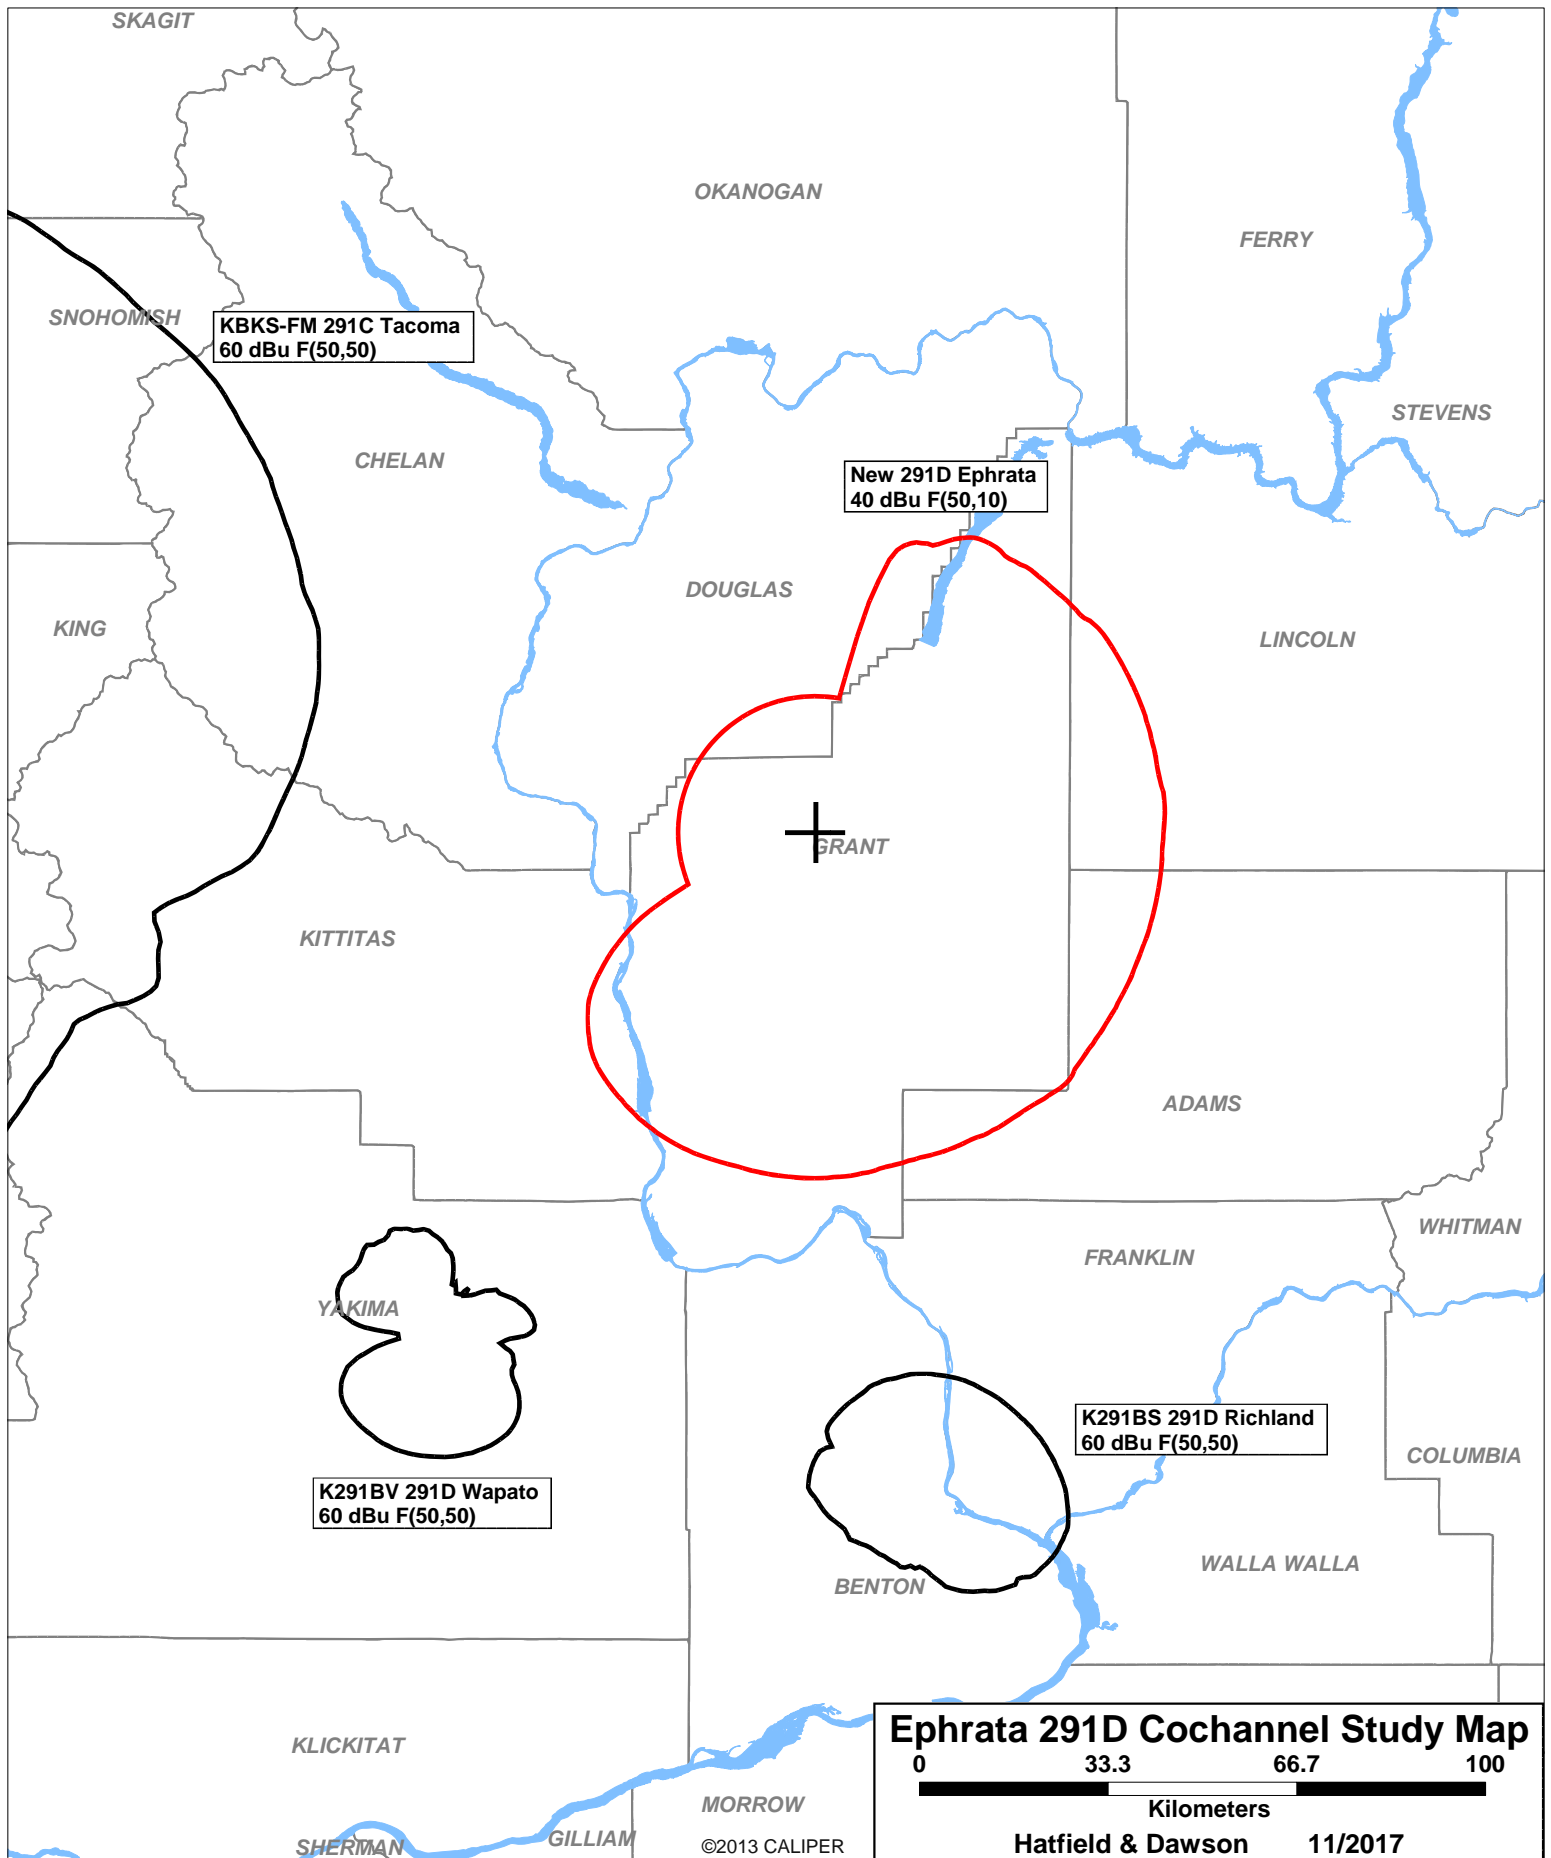 SKAGIT
OKANOGAN
FERRY
SNOHOMISH
KBKS-FM 291C Tacoma
60 dBu F(50,50)
STEVENS
CHELAN
New 291D Ephrata
40 dBu F(50,10)
DOUGLAS
KING
LINCOLN
GRANT
KITTITAS
ADAMS
WHITMAN
FRANKLIN
YAKIMA
K291BS 291D Richland
60 dBu F(50,50)
COLUMBIA
K291BV 291D Wapato
60 dBu F(50,50)
WALLA WALLA
BENTON
KLICKITAT
MORROW
GILLIAM
SHERMAN
©2013 CALIPER
Ephrata 291D Cochannel Study Map
0 33.3 66.7 100
Kilometers
Hatfield & Dawson 11/2017